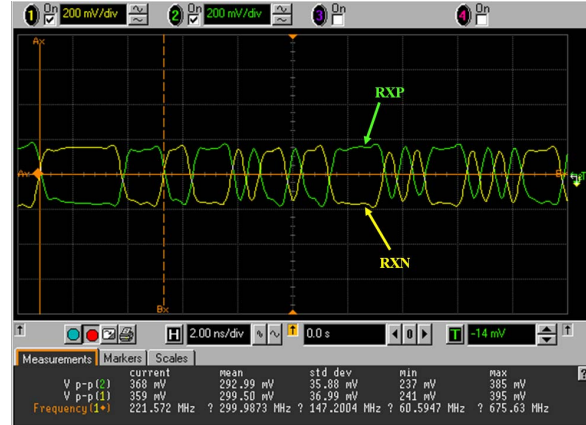 1 On 200 mV/div 2 On 200 mV/div 3 On 4 On
Ax
RXP
Ay
RXN
Bx
H 2.00 ns/div 0.0 s 0 T -14 mV
Measurements Markers Scales ?
current mean std dev min max
V p-p(2) 368 mV 292.99 mV 35.88 mV 237 mV 385 mV
V p-p(1) 359 mV 299.50 mV 36.99 mV 241 mV 395 mV
Frequency(1♦) 221.572 MHz ? 299.9873 MHz ? 147.2004 MHz ? 60.5947 MHz ? 675.63 MHz